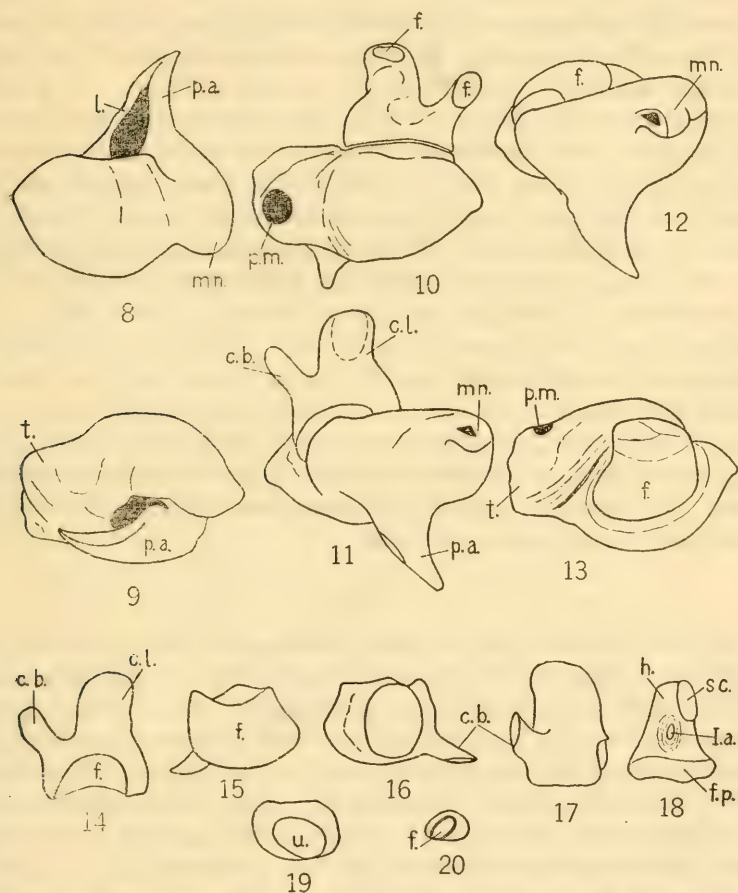 f.
l. p.a. f. f. mn.
mn. p.m.
8 10 12
c.b. c.l. mn. p.m.
t. f. t.
p.a. p.a.
9 11 13
c.b. c.l. f. f. c.b. h. sc. l.a. f.p.
14 15 16 17 18
u. f.
19 20